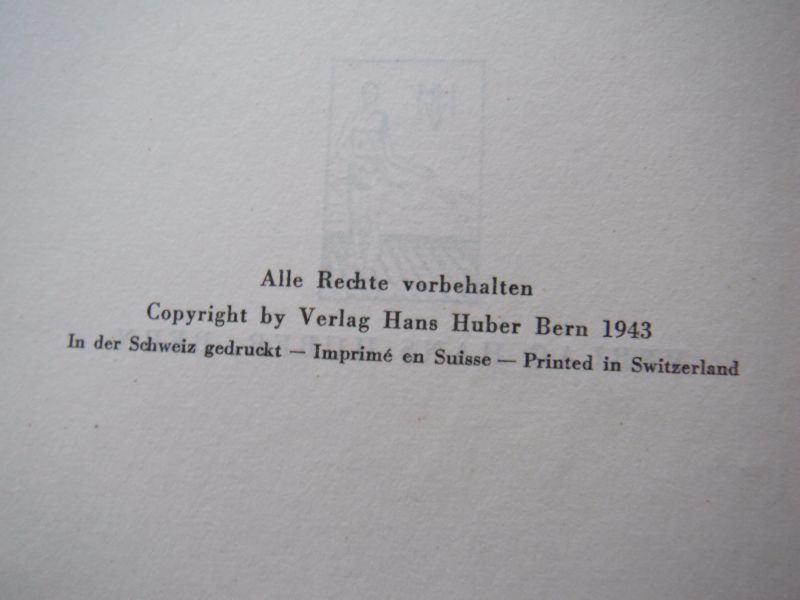 Alle Rechte vorbehalten
Copyright by Verlag Hans Huber Bern 1943
In der Schweiz gedruckt — Imprimé en Suisse — Printed in Switzerland